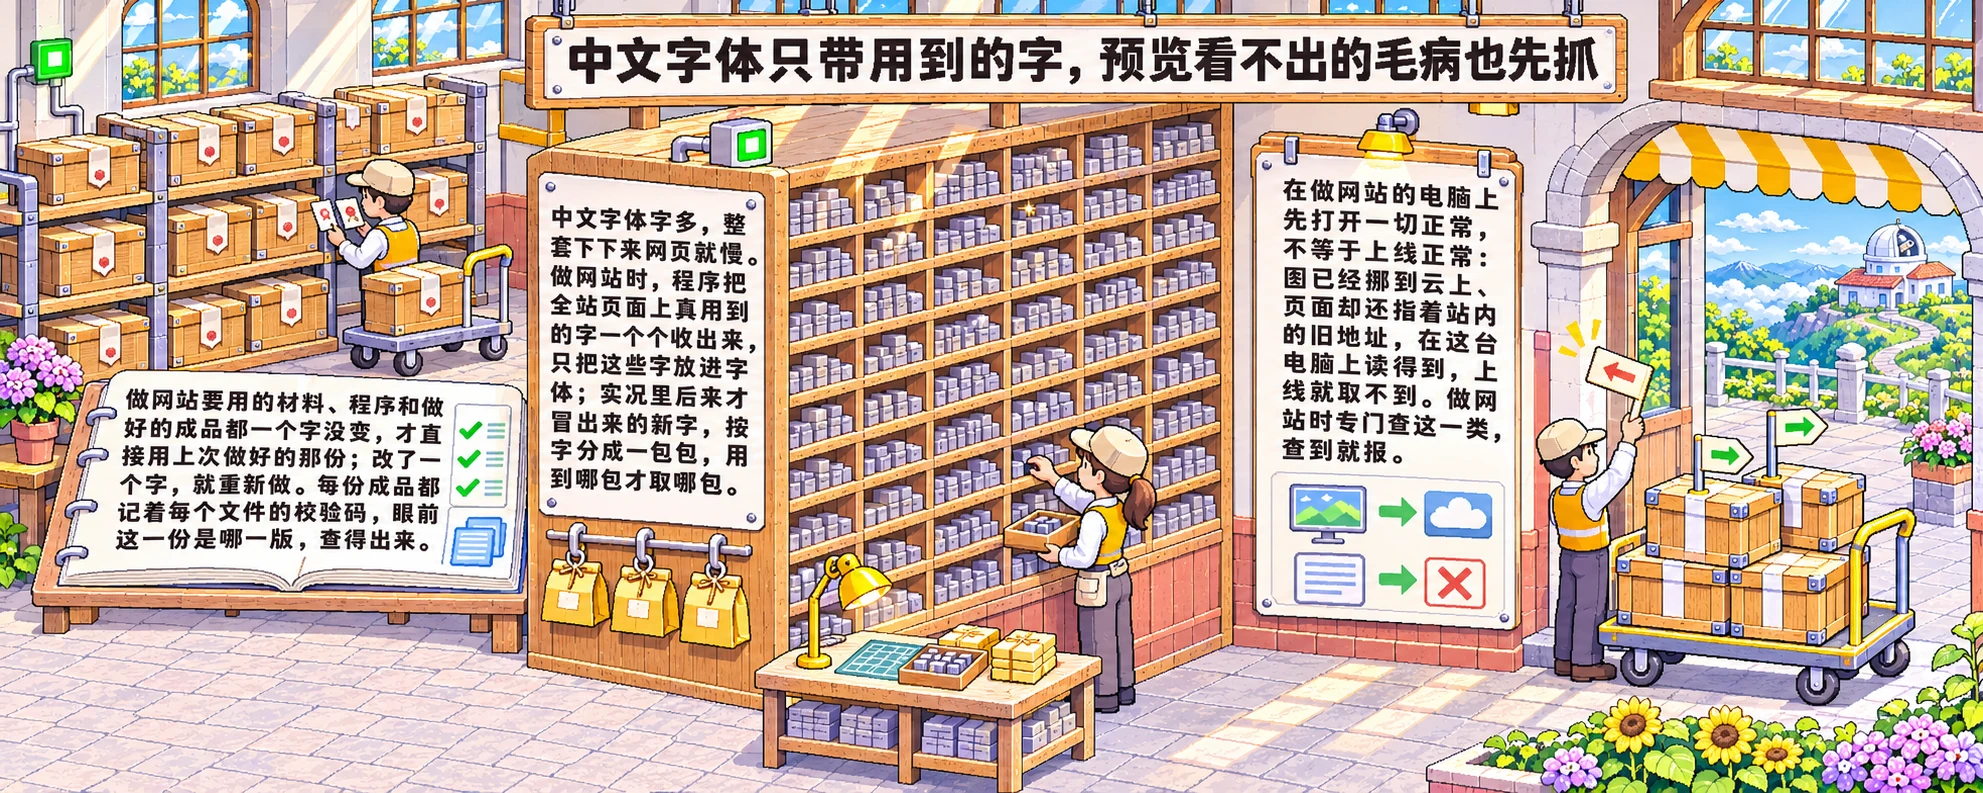 中文字体只带用到的字，预览看不出的毛病也先抓
做网站要用的材料、程序和做
好的成品都一个字没变，才直
接用上次做好的那份；改了一
个字，就重新做。每份成品都
记着每个文件的校验码，眼前
这一份是哪一版，查得出来。
中文字体字多，整
套下下来网页就慢。
做网站时，程序把
全站页面上真用到
的字一个个收出来，
只把这些字放进字
体；实况里后来才
冒出来的新字，按
字分成一包包，用
到哪包才取哪包。
在做网站的电脑上
先打开一切正常，
不等于上线正常：
图已经挪到云上、
页面却还指着站内
的旧地址，在这台
电脑上读得到，上
线就取不到。做网
站时专门查这一类，
查到就报。